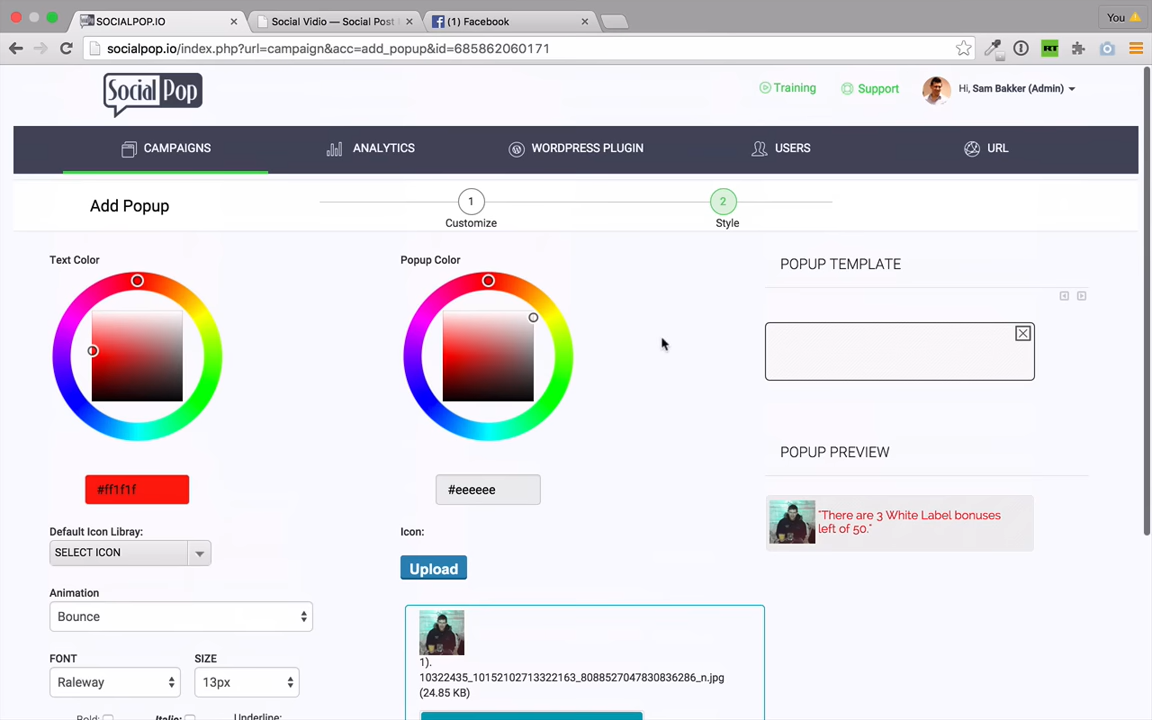 SOCIALPOP.IO
Social Vidio — Social Post
(1) Facebook
You
socialpop.io/index.php?url=campaign&acc=add_popup&id=685862060171
RT
Social Pop
Training
Support
Hi, Sam Bakker (Admin)
CAMPAIGNS
ANALYTICS
WORDPRESS PLUGIN
USERS
URL
Add Popup
1
2
Customize
Style
Text Color
Popup Color
POPUP TEMPLATE
#ff1f1f
#eeeeee
POPUP PREVIEW
"There are 3 White Label bonuses
left of 50."
Default Icon Libray:
Icon:
SELECT ICON
Upload
Animation
Bounce
FONT
SIZE
Raleway
13px
1).
10322435_10152102713322163_8088527047830836286_n.jpg
(24.85 KB)
Bold:
Italic:
Underline: